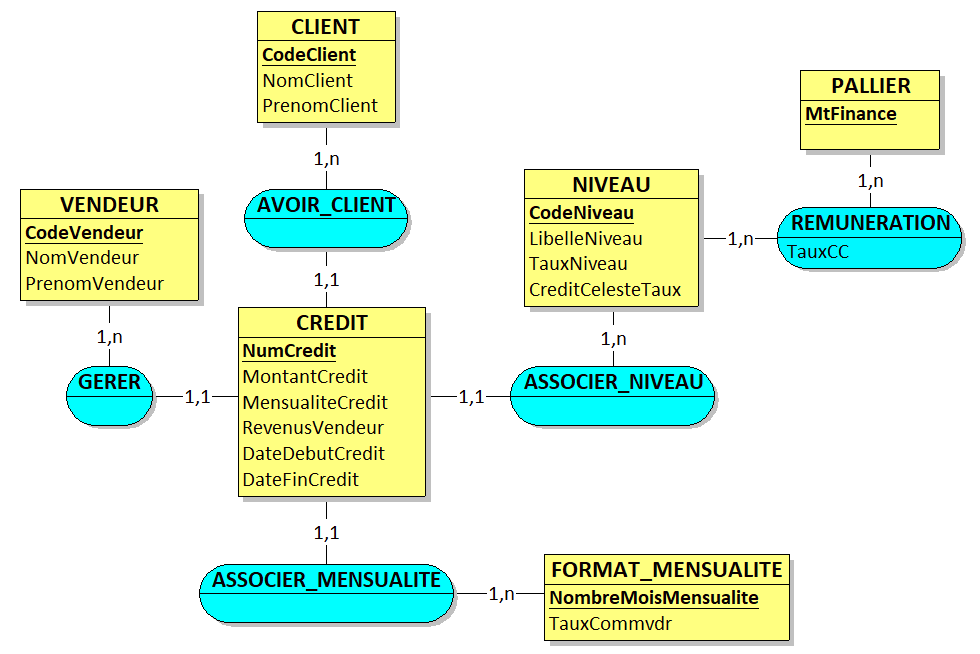 CLIENT
CodeClient
NomClient
PrenomClient
1,n
AVOIR_CLIENT
1,1
VENDEUR
CodeVendeur
NomVendeur
PrenomVendeur
1,n
GERER
1,1
CREDIT
NumCredit
MontantCredit
MensualiteCredit
RevenusVendeur
DateDebutCredit
DateFinCredit
1,1
ASSOCIER_NIVEAU
1,n
NIVEAU
CodeNiveau
LibelleNiveau
TauxNiveau
CreditCelesteTaux
1,n
REMUNERATION
TauxCC
1,n
PALLIER
MtFinance
1,1
ASSOCIER_MENSUALITE
1,n
FORMAT_MENSUALITE
NombreMoisMensualite
TauxCommvdr